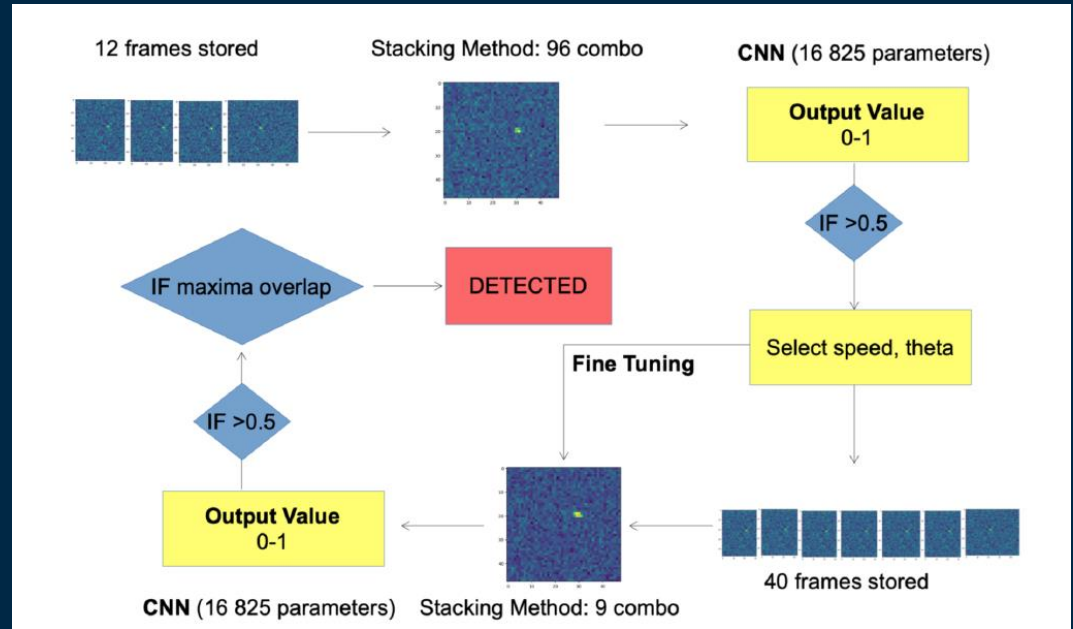 12 frames stored
Stacking Method: 96 combo
CNN (16 825 parameters)
Output Value
0-1
IF >0.5
Select speed, theta
Fine Tuning
40 frames stored
Stacking Method: 9 combo
CNN (16 825 parameters)
Output Value
0-1
IF >0.5
IF maxima overlap
DETECTED